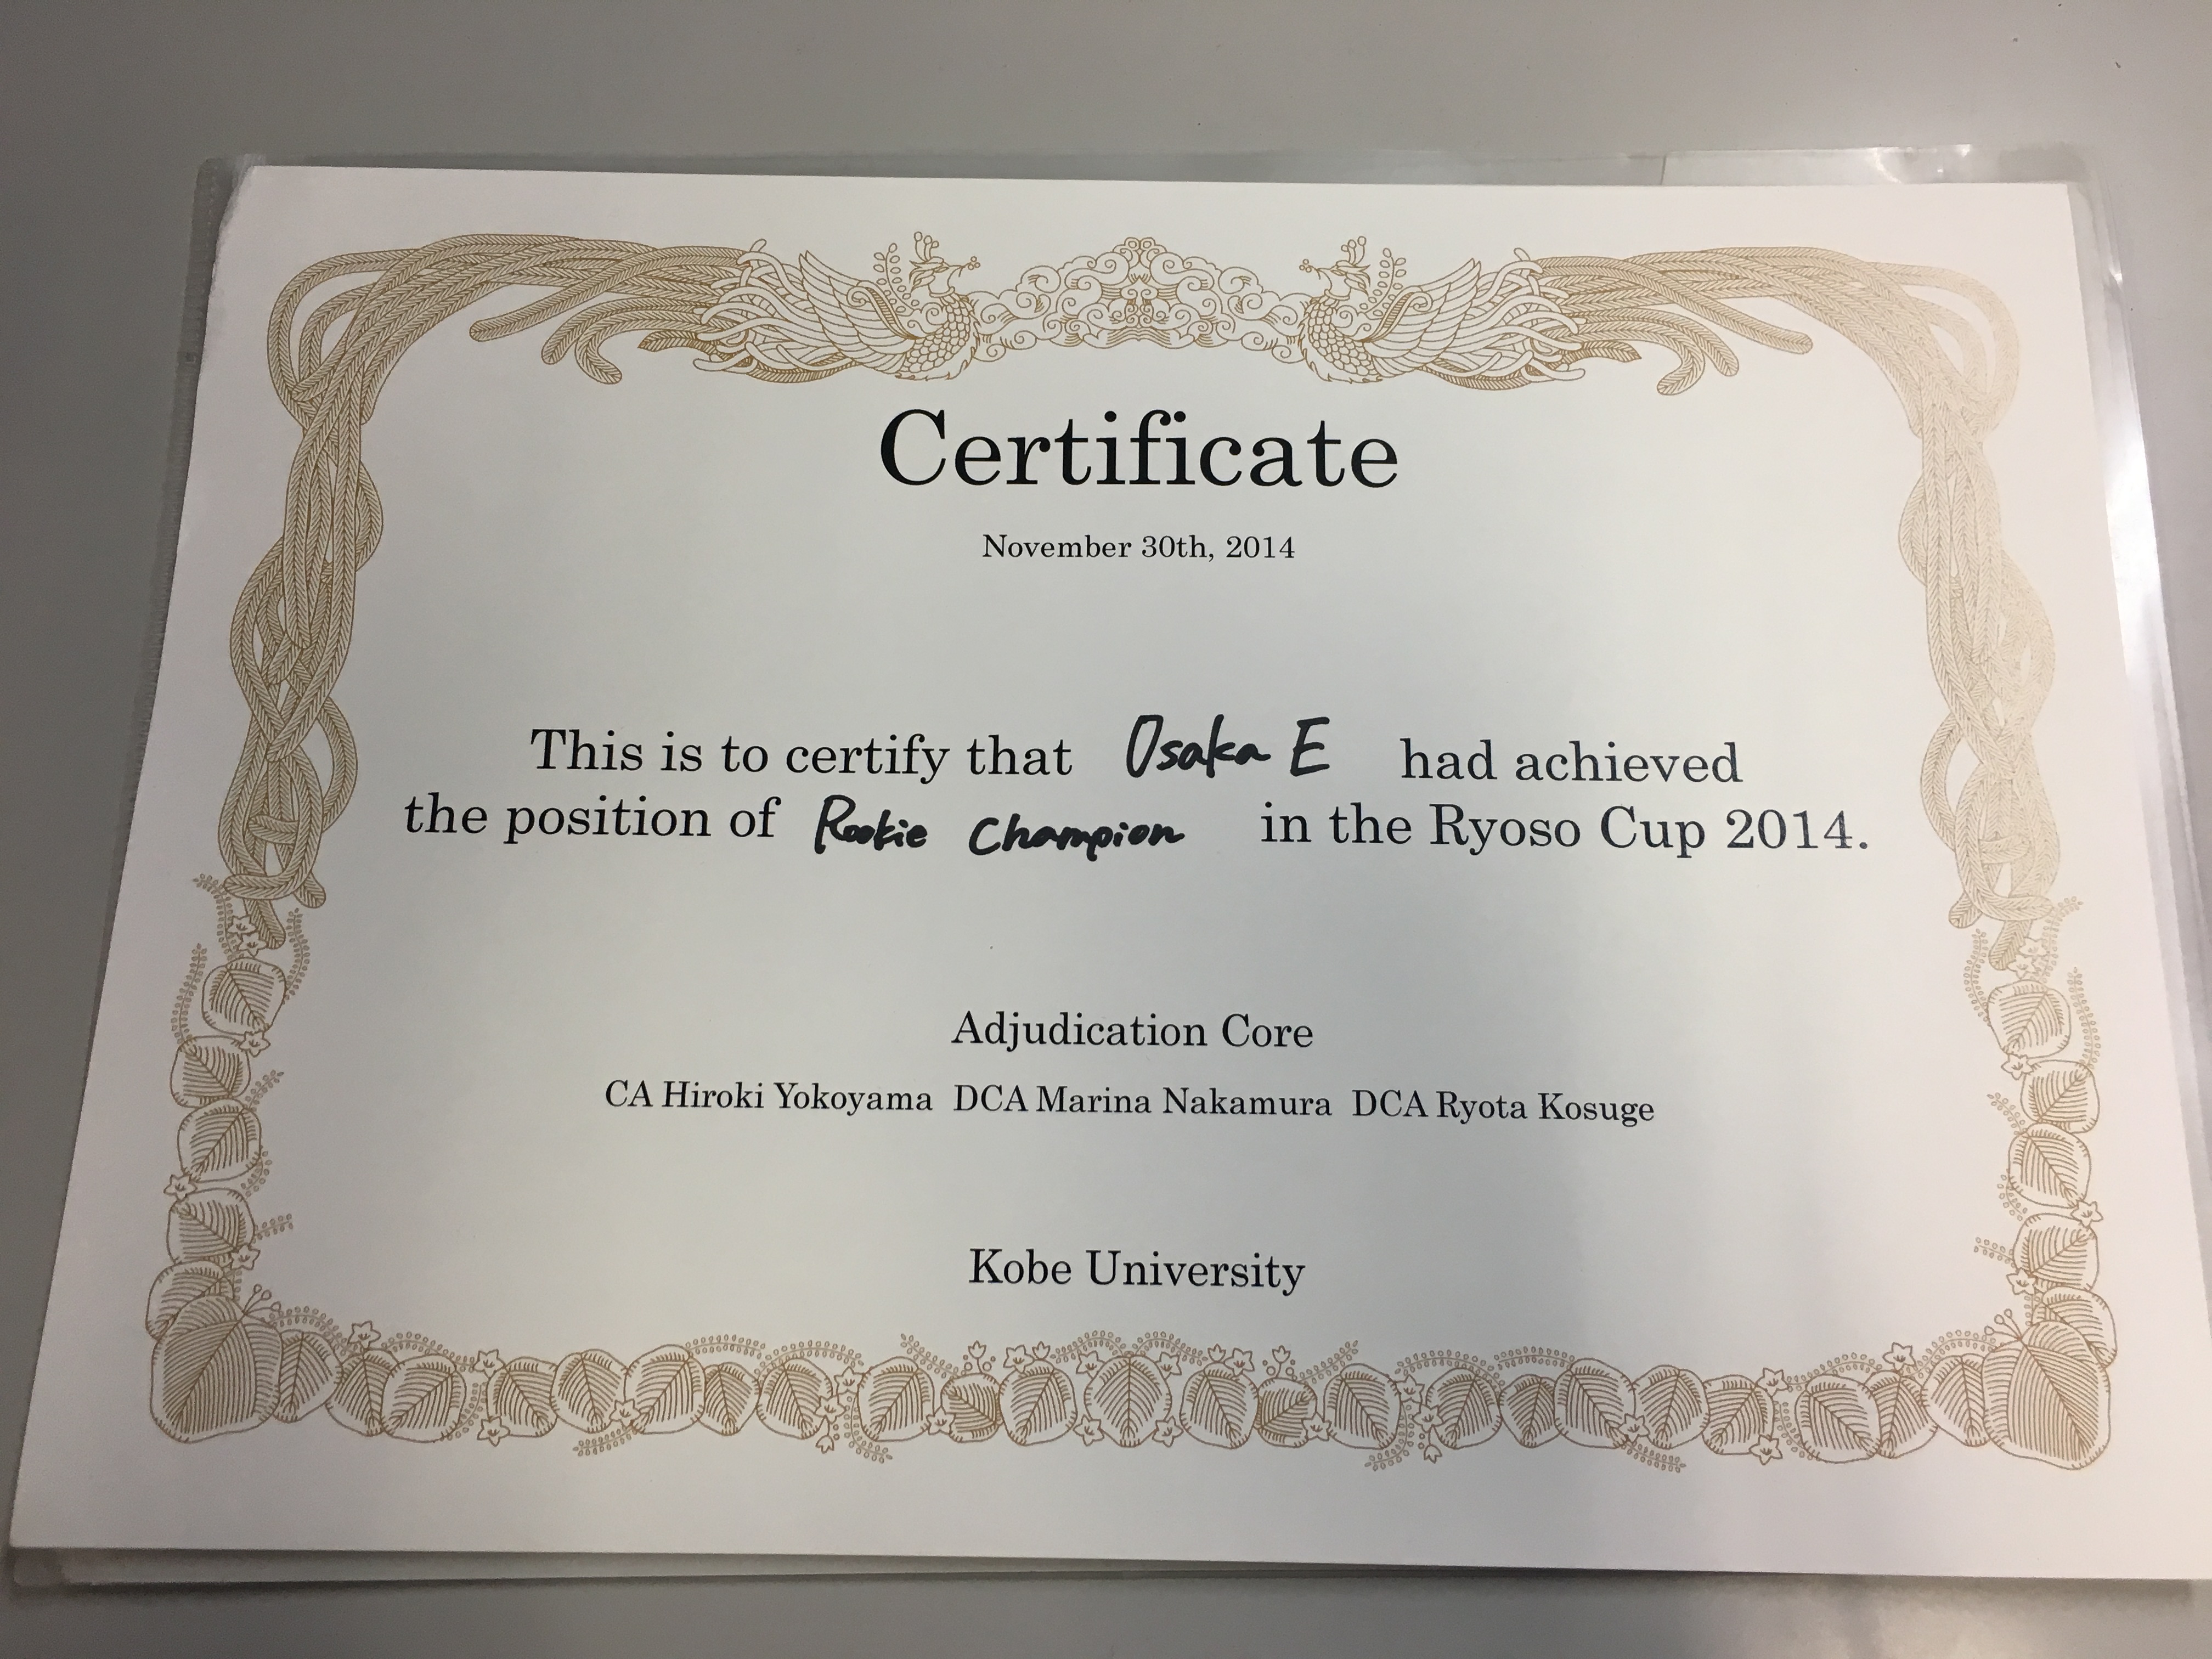 Certificate
November 30th, 2014
This is to certify that Osaka E had achieved
the position of Rookie Champion in the Ryoso Cup 2014.
Adjudication Core
CA Hiroki Yokoyama DCA Marina Nakamura DCA Ryota Kosuge
Kobe University